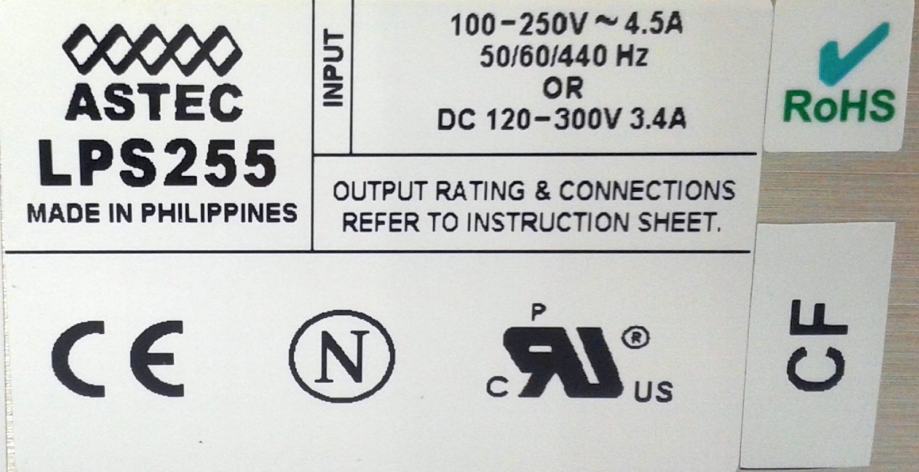 ASTEC
LPS255
MADE IN PHILIPPINES
INPUT
100-250V ~ 4.5A
50/60/440 Hz
OR
DC 120-300V 3.4A
OUTPUT RATING & CONNECTIONS
REFER TO INSTRUCTION SHEET.
RoHS
CE
N
P
C RU ® US
CF